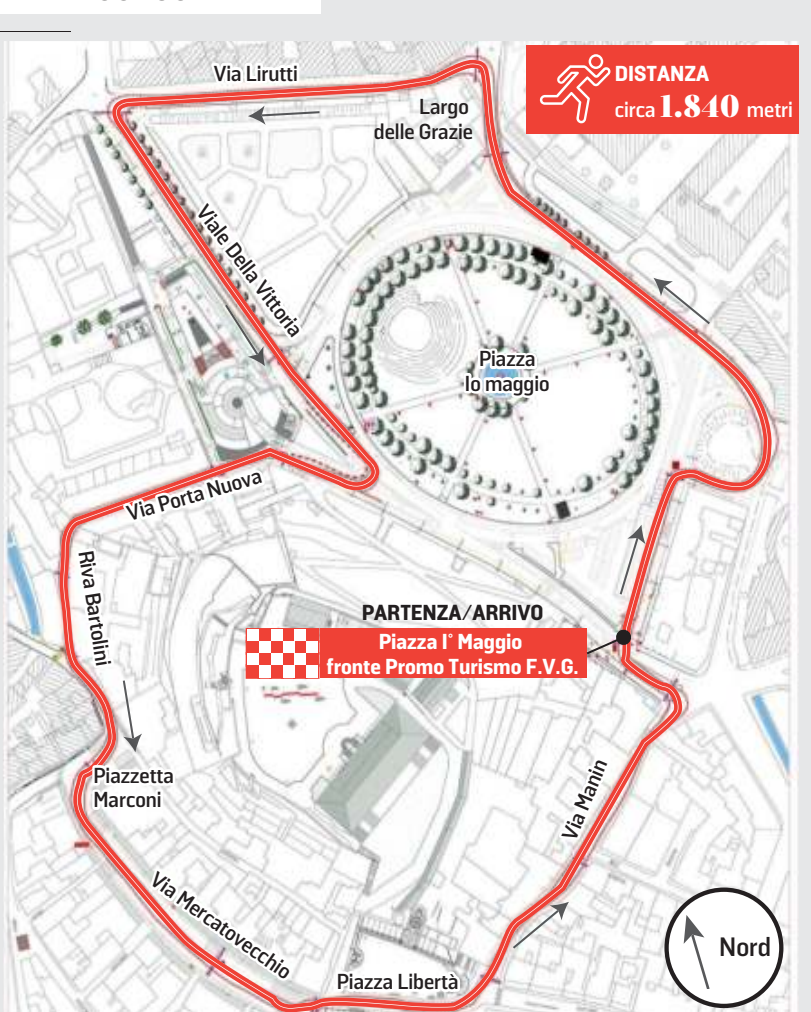 DISTANZA
circa 1.840 metri
Via Lirutti
Largo
delle Grazie
Viale Della Vittoria
Piazza
Io maggio
Via Porta Nuova
Riva Bartolini
PARTENZA/ARRIVO
Piazza I° Maggio
fronte Promo Turismo F.V.G.
Piazzetta
Marconi
Via Manin
Via Mercatovecchio
Piazza Libertà
Nord